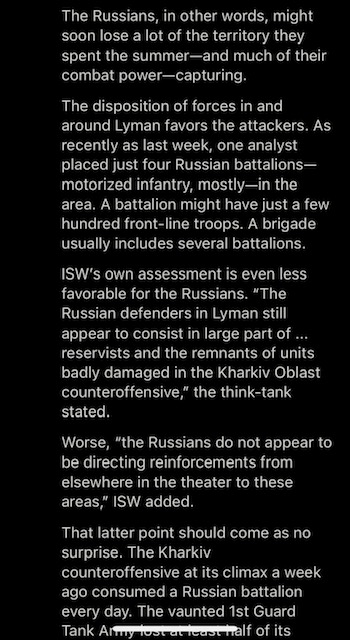 The Russians, in other words, might
soon lose a lot of the territory they
spent the summer—and much of their
combat power—capturing.
The disposition of forces in and
around Lyman favors the attackers. As
recently as last week, one analyst
placed just four Russian battalions—
motorized infantry, mostly—in the
area. A battalion might have just a few
hundred front-line troops. A brigade
usually includes several battalions.
ISW’s own assessment is even less
favorable for the Russians. “The
Russian defenders in Lyman still
appear to consist in large part of ...
reservists and the remnants of units
badly damaged in the Kharkiv Oblast
counteroffensive,” the think-tank
stated.
Worse, “the Russians do not appear to
be directing reinforcements from
elsewhere in the theater to these
areas,” ISW added.
That latter point should come as no
surprise. The Kharkiv
counteroffensive at its climax a week
ago consumed a Russian battalion
every day. The vaunted 1st Guard
Tank Army lost at least half of its